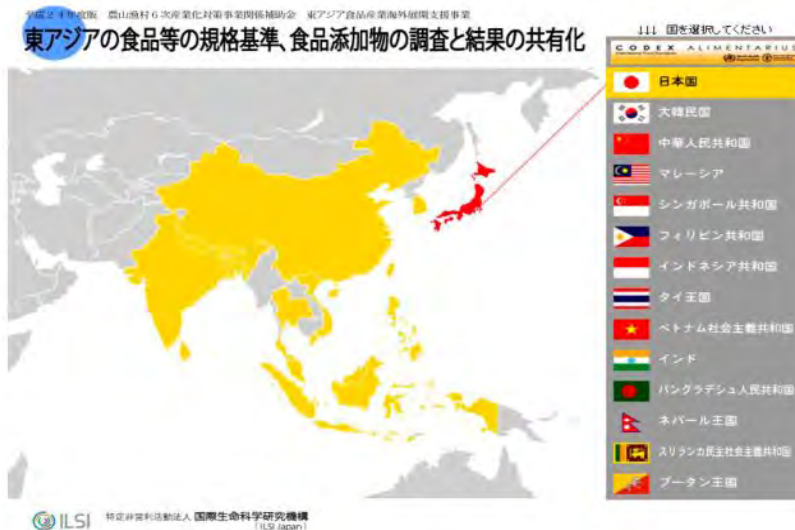 平成24年度版 農山漁村6次産業化対策事業関係補助金 東アジア食品産業海外展開支援事業
東アジアの食品等の規格基準、食品添加物の調査と結果の共有化
↓↓↓ 国を選択してください
CODEX ALIMENTARIUS
日本国
大韓民国
中華人民共和国
マレーシア
シンガポール共和国
フィリピン共和国
インドネシア共和国
タイ王国
ベトナム社会主義共和国
インド
バングラデシュ人民共和国
ネパール王国
スリランカ民主社会主義共和国
ブータン王国
ILSI 特定非営利活動法人 国際生命科学研究機構
(ILSI Japan)